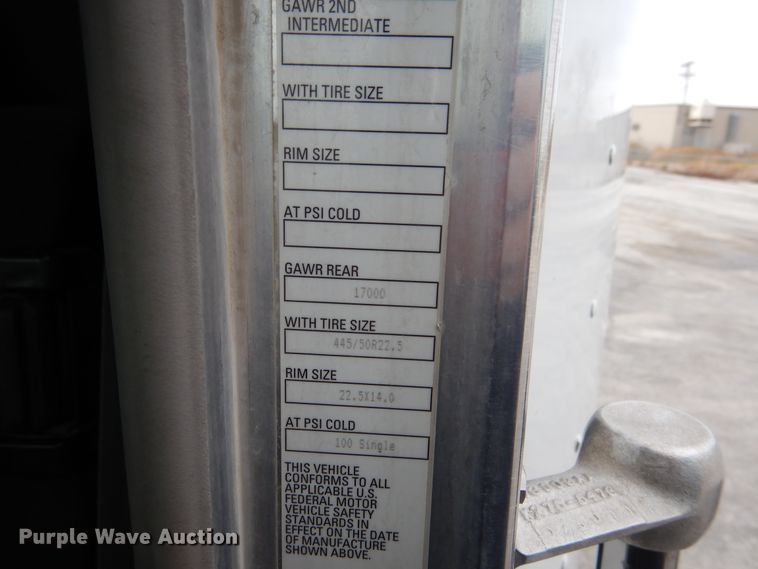 GAWR 2ND
INTERMEDIATE
WITH TIRE SIZE
RIM SIZE
AT PSI COLD
GAWR REAR
17000
WITH TIRE SIZE
445/50R22.5
RIM SIZE
22.5X14.0
AT PSI COLD
100 Single
THIS VEHICLE
CONFORMS TO ALL
APPLICABLE U.S.
FEDERAL MOTOR
VEHICLE SAFETY
STANDARDS IN
EFFECT ON THE DATE
OF MANUFACTURE
SHOWN ABOVE.
Purple Wave Auction